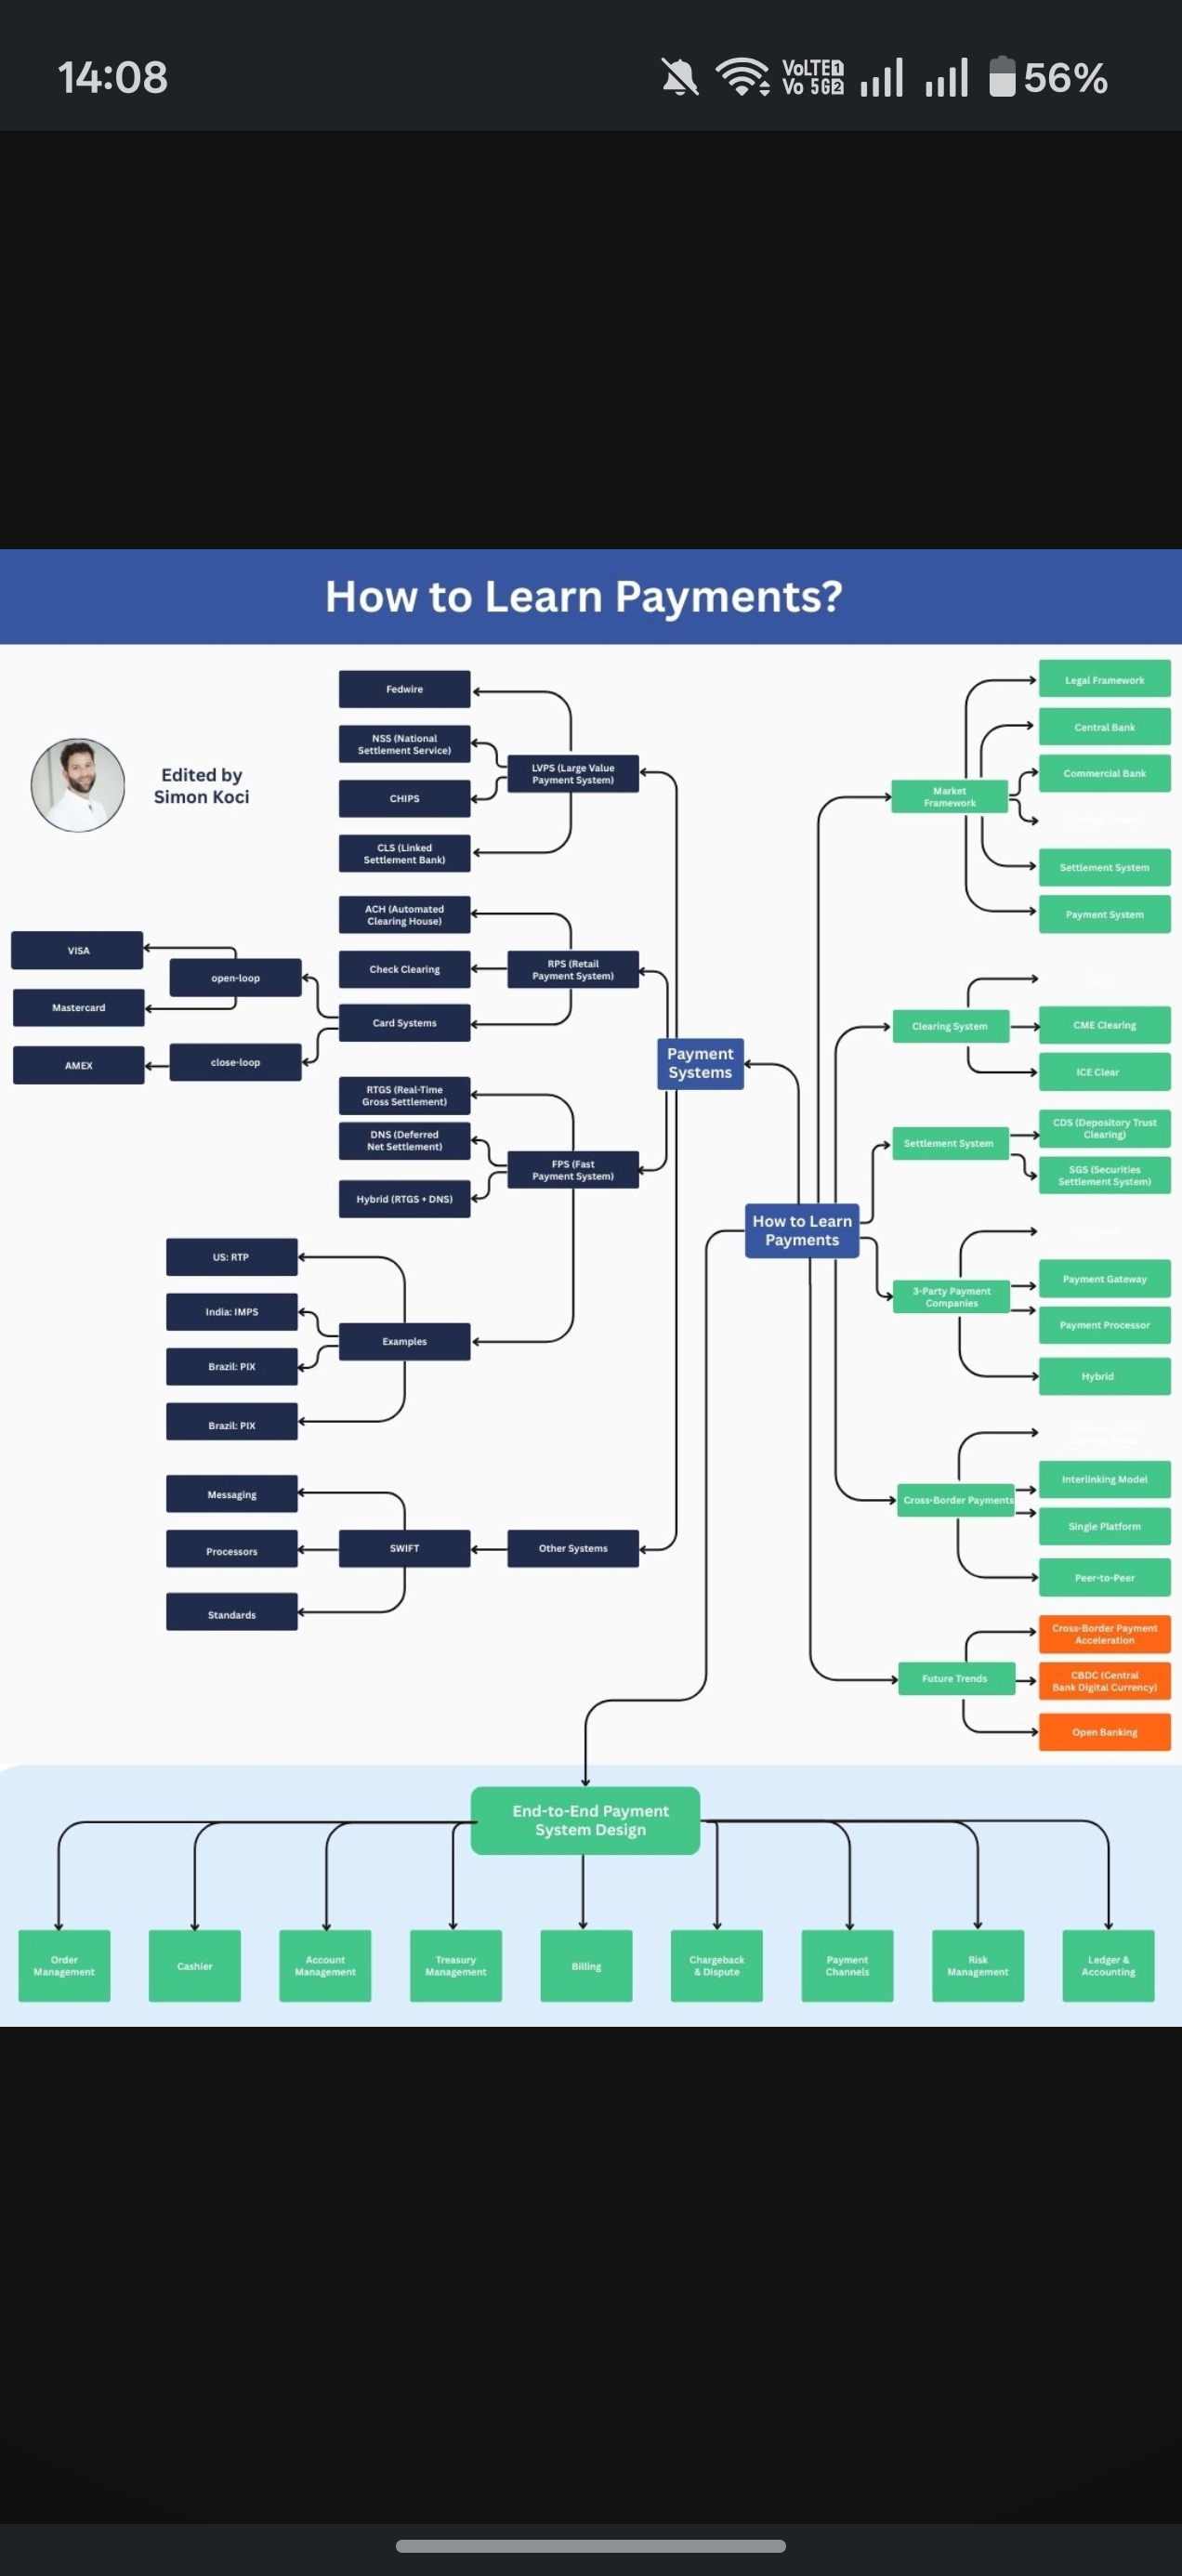 14:08
VoLTE1
Vo 5G2
56%
How to Learn Payments?
Edited by
Simon Koci
Fedwire
NSS (National
Settlement Service)
CHIPS
CLS (Linked
Settlement Bank)
LVPS (Large Value
Payment System)
ACH (Automated
Clearing House)
Check Clearing
Card Systems
RPS (Retail
Payment System)
VISA
Mastercard
AMEX
open-loop
close-loop
RTGS (Real-Time
Gross Settlement)
DNS (Deferred
Net Settlement)
Hybrid (RTGS + DNS)
FPS (Fast
Payment System)
US: RTP
India: IMPS
Brazil: PIX
Brazil: PIX
Examples
Messaging
Processors
Standards
SWIFT
Other Systems
Payment
Systems
How to Learn
Payments
Market
Framework
Legal Framework
Central Bank
Commercial Bank
Settlement System
Payment System
Clearing System
CME Clearing
ICE Clear
Settlement System
CDS (Depository Trust
Clearing)
SGS (Securities
Settlement System)
3-Party Payment
Companies
Payment Gateway
Payment Processor
Hybrid
Cross-Border Payments
Interlinking Model
Single Platform
Peer-to-Peer
Future Trends
Cross-Border Payment
Acceleration
CBDC (Central
Bank Digital Currency)
Open Banking
End-to-End Payment
System Design
Order
Management
Cashier
Account
Management
Treasury
Management
Billing
Chargeback
& Dispute
Payment
Channels
Risk
Management
Ledger &
Accounting